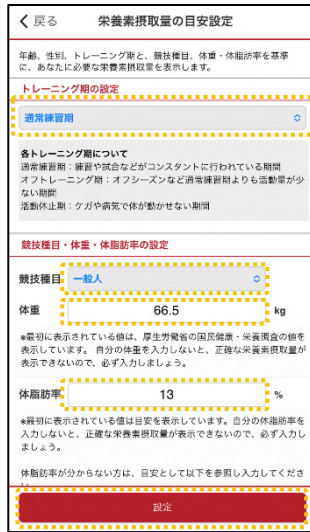 戻る 栄養素摂取量の目安設定
年齢、性別、トレーニング期と、競技種目、体重・体脂肪率を基準
に、あなたに必要な栄養素摂取量を表示します。
トレーニング期の設定
通常練習期
各トレーニング期について
通常練習期：練習や試合などがコンスタントに行われている期間
オフトレーニング期：オフシーズンなど通常練習期よりも活動量が少
ない期間
活動休止期：ケガや病気で体が動かせない期間
競技種目・体重・体脂肪率の設定
競技種目 一般人
体重 66.5 kg
*最初に表示されている値は、厚生労働省の国民健康・栄養調査の値を
表示しています。 自分の体重を入力しないと、正確な栄養素摂取量が
表示できないので、必ず入力しましょう。
体脂肪率 13 %
*最初に表示されている値は目安を表示しています。自分の体脂肪率を
入力しないと、正確な栄養素摂取量が表示できないので、必ず入力し
ましょう。
体脂肪率が分からない方は、目安として以下を参照し入力してくださ
設定